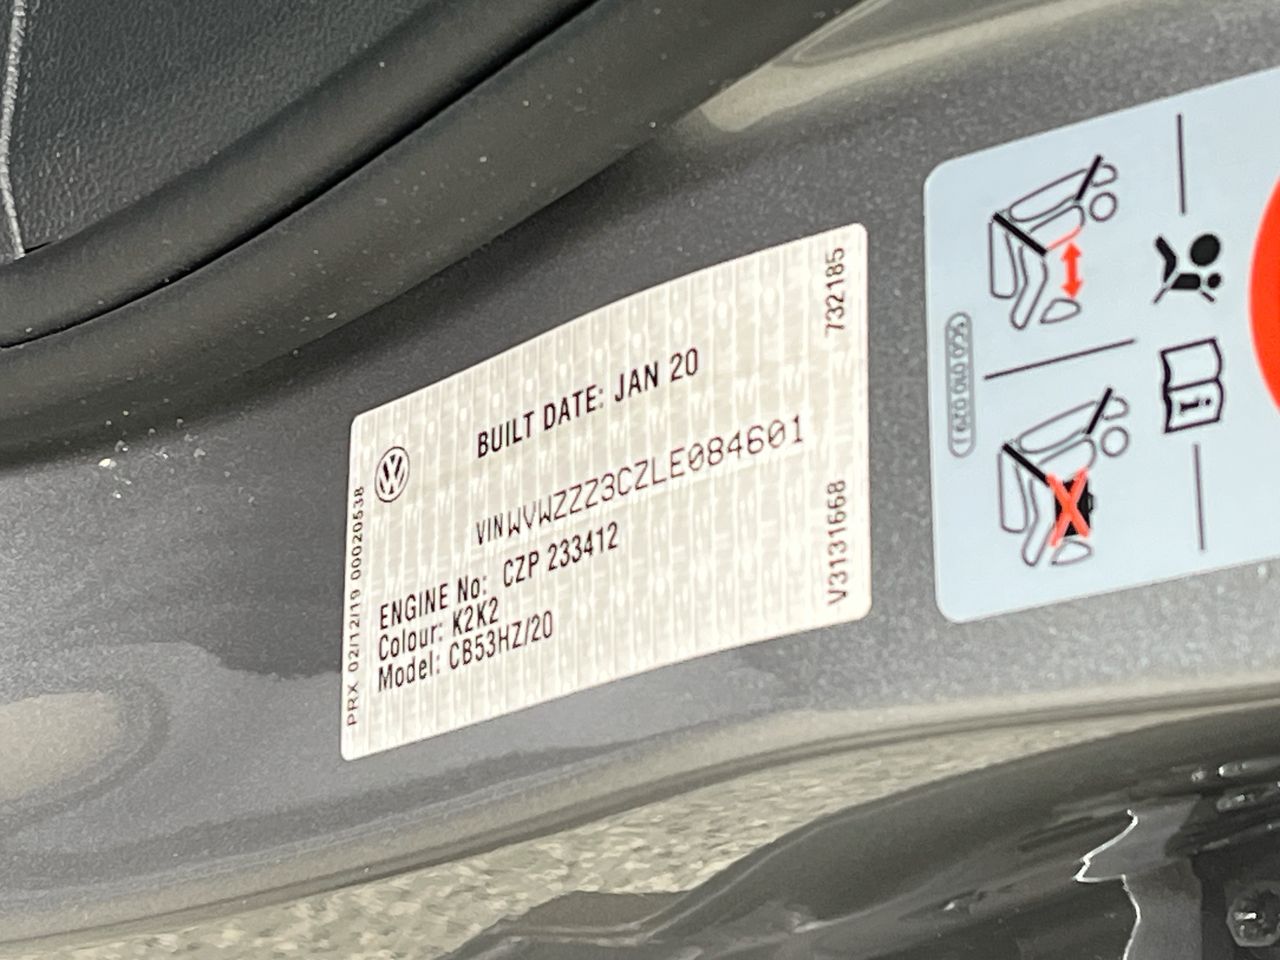 BUILT DATE: JAN 20
VIN WVWZZZ3CZLE084601
ENGINE No: CZP 233412
Colour: K2K2
Model: CB53HZ/20
PRX 02/12/19 00020538
732185
V3131668